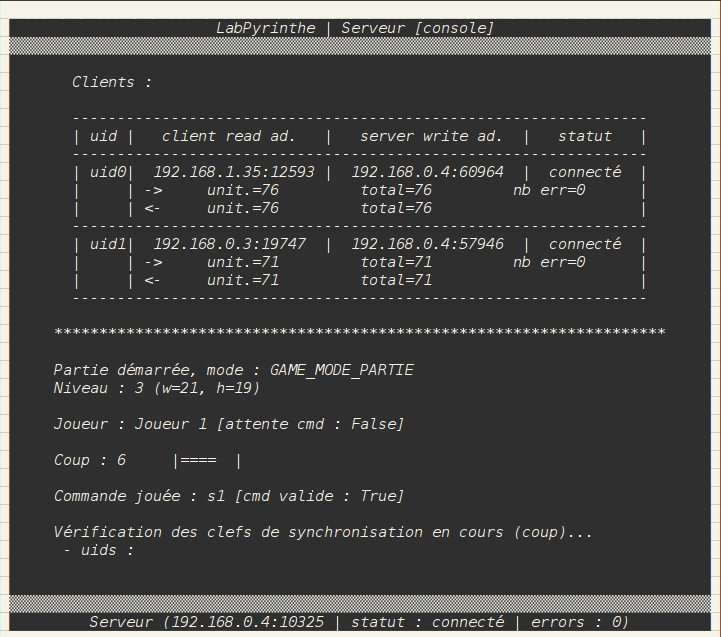 LabPyrinthe | Serveur [console]
Clients :
----------------------------------------------------------------
| uid |   client read ad.   |   server write ad.  |   statut   |
----------------------------------------------------------------
| uid0|  192.168.1.35:12593 |  192.168.0.4:60964  |  connecté  |
|     | ->     unit.=76         total=76         nb err=0      |
|     | <-     unit.=76         total=76                       |
----------------------------------------------------------------
| uid1|  192.168.0.3:19747  |  192.168.0.4:57946  |  connecté  |
|     | ->     unit.=71         total=71         nb err=0      |
|     | <-     unit.=71         total=71                       |
----------------------------------------------------------------
********************************************************************
Partie démarrée, mode : GAME_MODE_PARTIE
Niveau : 3 (w=21, h=19)
Joueur : Joueur 1 [attente cmd : False]
Coup : 6     |====  |
Commande jouée : s1 [cmd valide : True]
Vérification des clefs de synchronisation en cours (coup)...
- uids :
Serveur (192.168.0.4:10325 | statut : connecté | errors : 0)